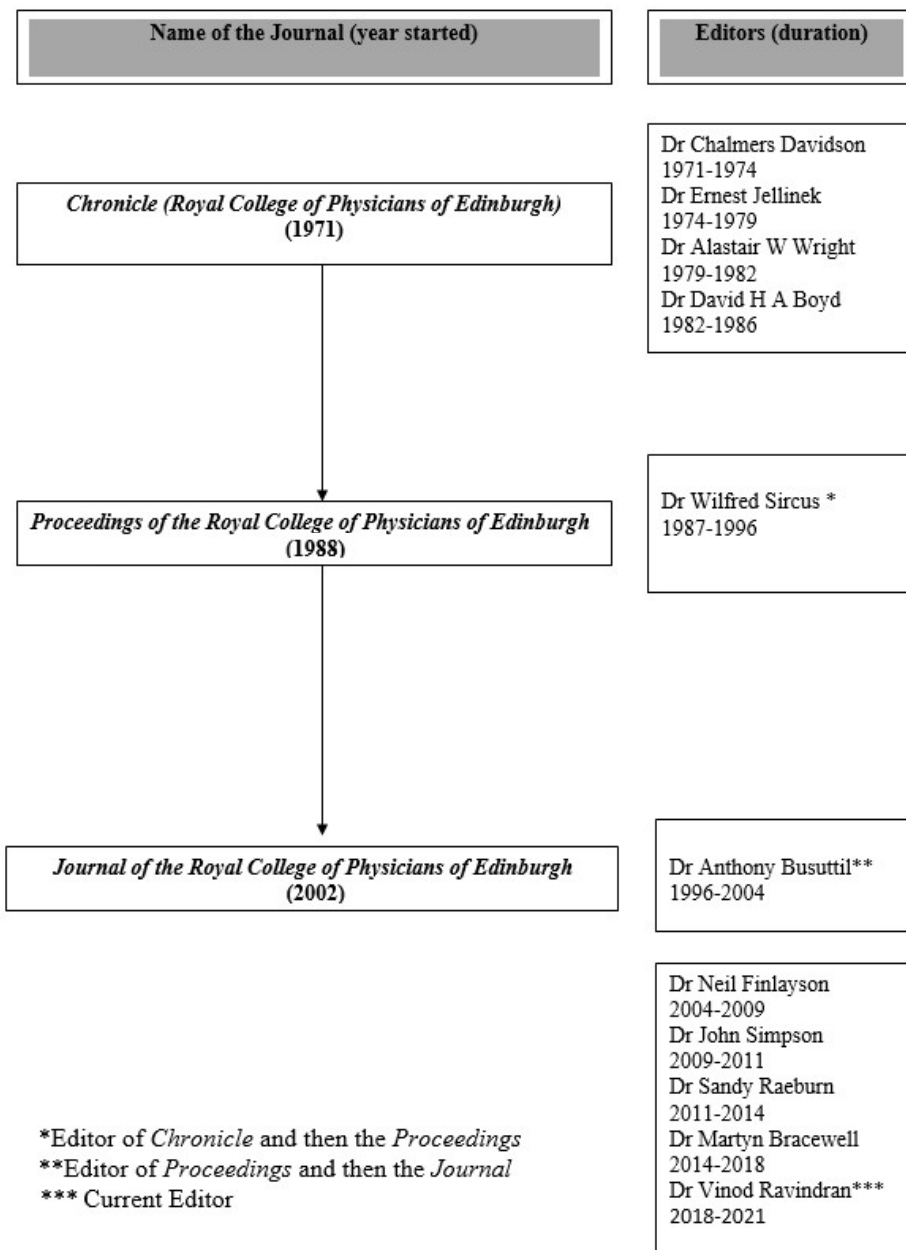 Name of the Journal (year started)
Editors (duration)
Dr Chalmers Davidson
1971-1974
Dr Ernest Jellinek
1974-1979
Dr Alastair W Wright
1979-1982
Dr David H A Boyd
1982-1986
Chronicle (Royal College of Physicians of Edinburgh)
(1971)
Proceedings of the Royal College of Physicians of Edinburgh
(1988)
Dr Wilfred Sircus *
1987-1996
Journal of the Royal College of Physicians of Edinburgh
(2002)
Dr Anthony Busuttil**
1996-2004
Dr Neil Finlayson
2004-2009
Dr John Simpson
2009-2011
Dr Sandy Raeburn
2011-2014
Dr Martyn Bracewell
2014-2018
Dr Vinod Ravindran***
2018-2021
*Editor of Chronicle and then the Proceedings
**Editor of Proceedings and then the Journal
*** Current Editor